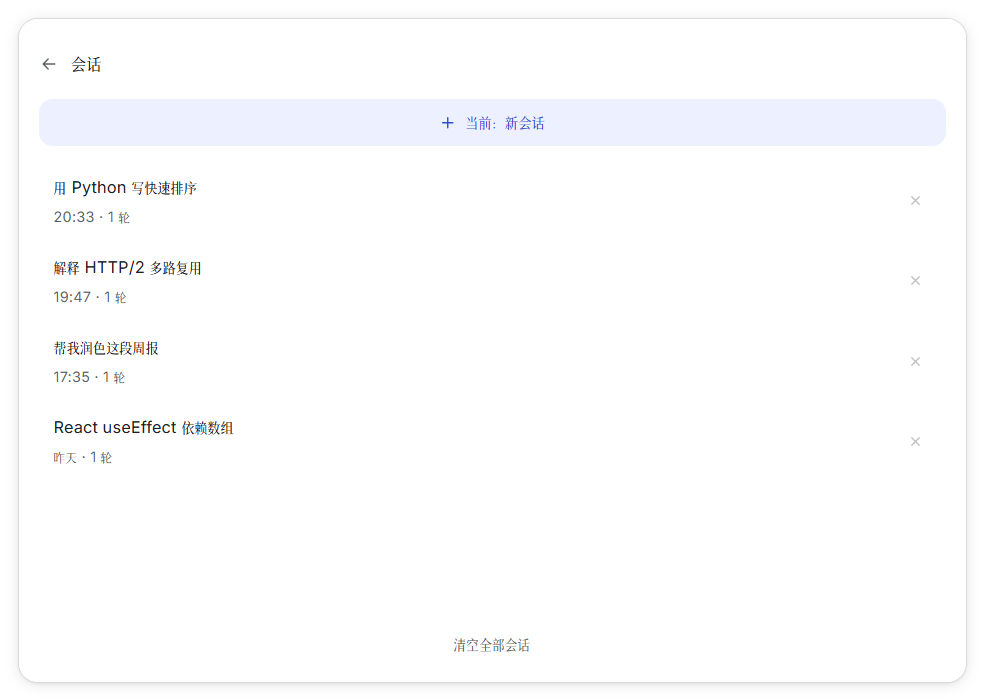 会话
当前：新会话
用 Python 写快速排序
20:33 · 1 轮
解释 HTTP/2 多路复用
19:47 · 1 轮
帮我润色这段周报
17:35 · 1 轮
React useEffect 依赖数组
昨天 · 1 轮
清空全部会话